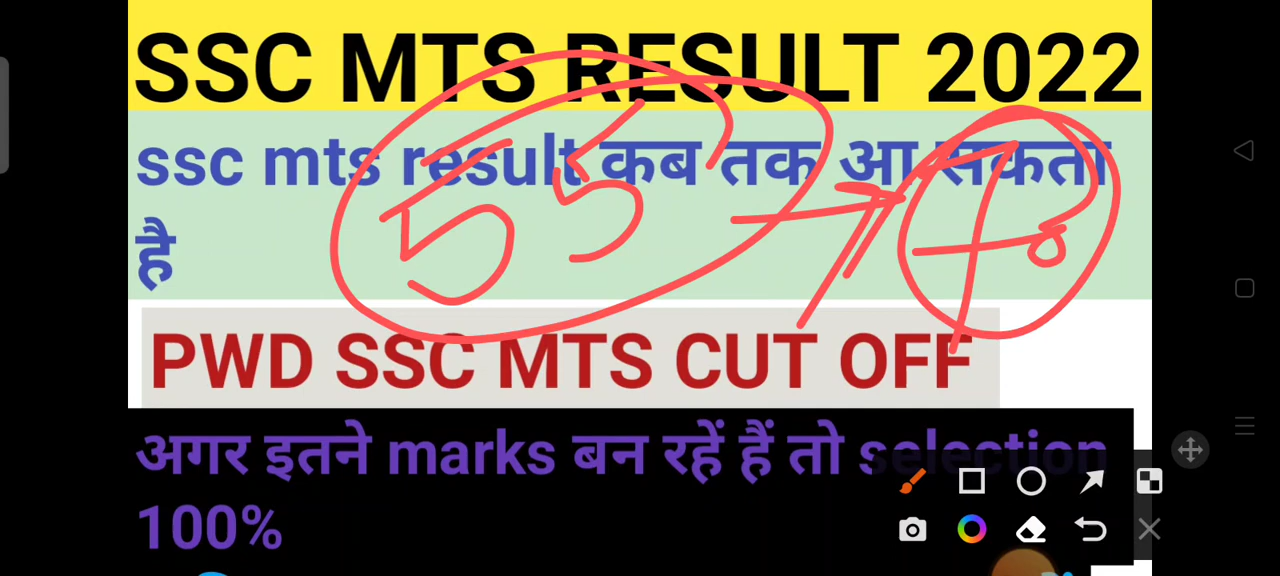 SSC MTS RESULT 2022
ssc mts result कब तक आ सकता
है
55
PWD SSC MTS CUT OFF
अगर इतने marks बन रहें हैं तो selection
100%